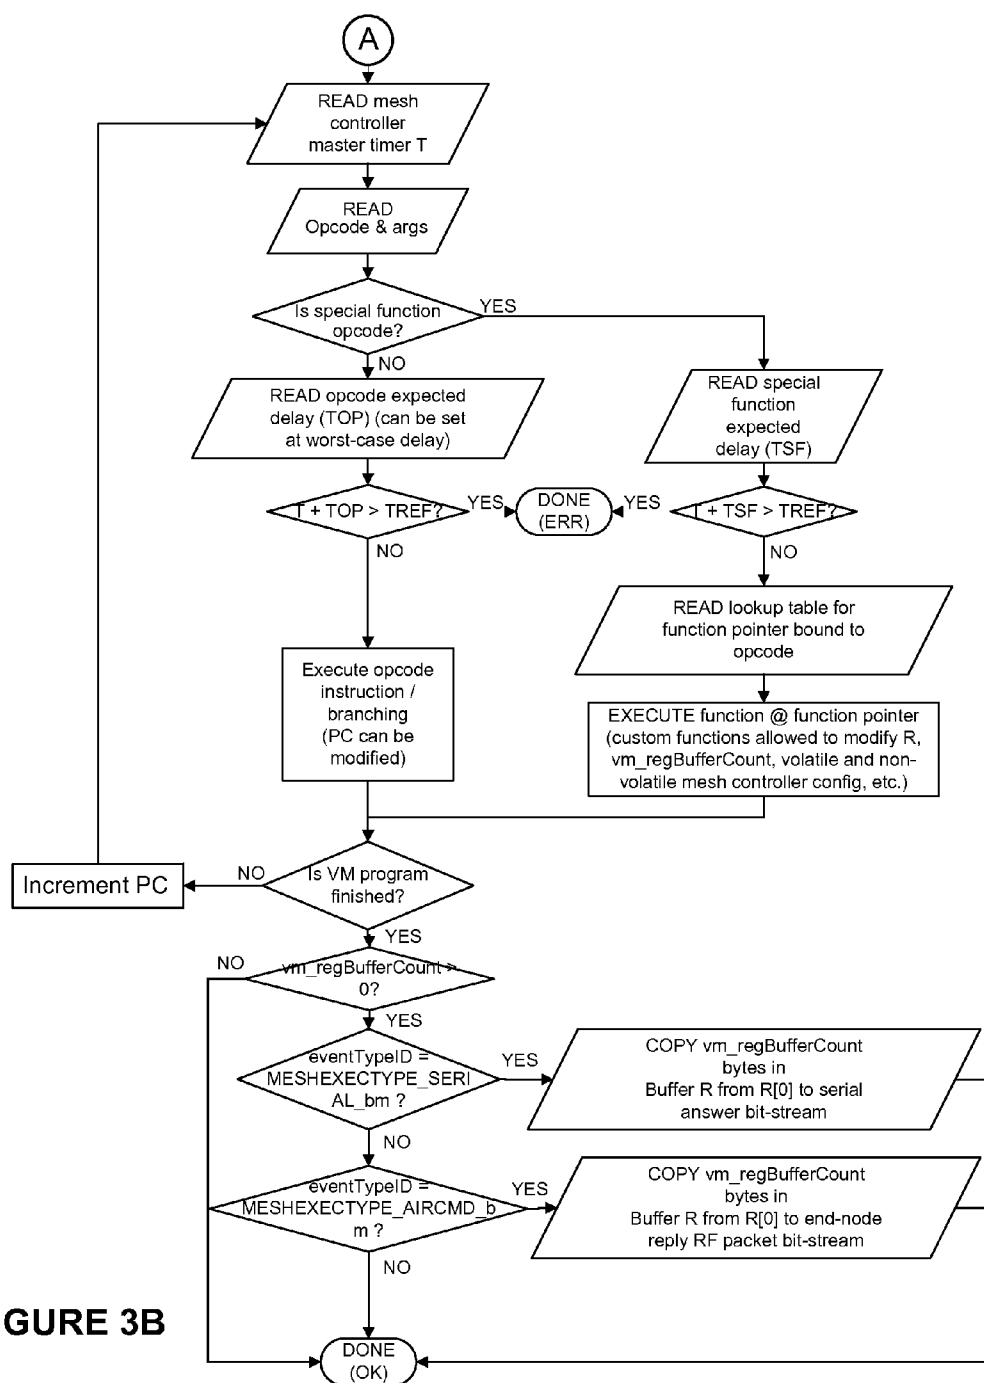 A
READ mesh
controller
master timer T
READ
Opcode & args
Is special function
opcode?
YES
NO
READ opcode expected
delay (TOP) (can be set
at worst-case delay)
READ special
function
expected
delay (TSF)
T + TOP > TREF?
YES
DONE
(ERR)
YES
T + TSF > TREF?
NO
NO
READ lookup table for
function pointer bound to
opcode
Execute opcode
instruction /
branching
(PC can be
modified)
EXECUTE function @ function pointer
(custom functions allowed to modify R,
vm_regBufferCount, volatile and non-
volatile mesh controller config, etc.)
Is VM program
finished?
NO
Increment PC
YES
vm_regBufferCount >
0?
NO
YES
eventTypeID =
MESHEXECTYPE_SERI
AL_bm ?
YES
COPY vm_regBufferCount
bytes in
Buffer R from R[0] to serial
answer bit-stream
NO
eventTypeID =
MESHEXECTYPE_AIRCMD_b
m ?
YES
COPY vm_regBufferCount
bytes in
Buffer R from R[0] to end-node
reply RF packet bit-stream
NO
GURE 3B
DONE
(OK)